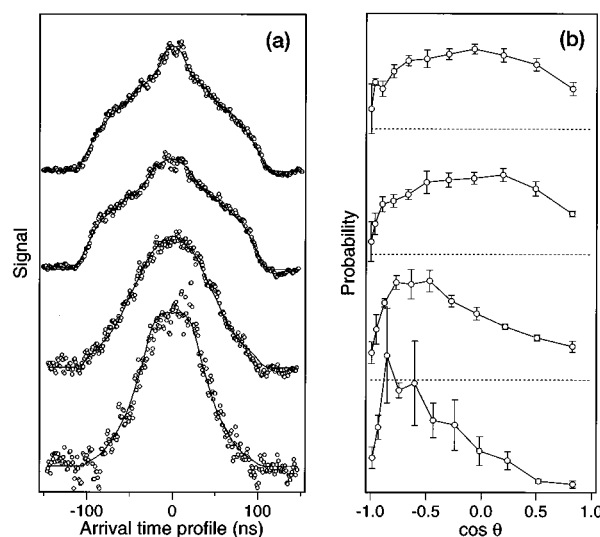 (a)
Signal
-100
0
100
Arrival time profile (ns)
(b)
Probability
-1.0
-0.5
0.0
0.5
1.0
cos θ